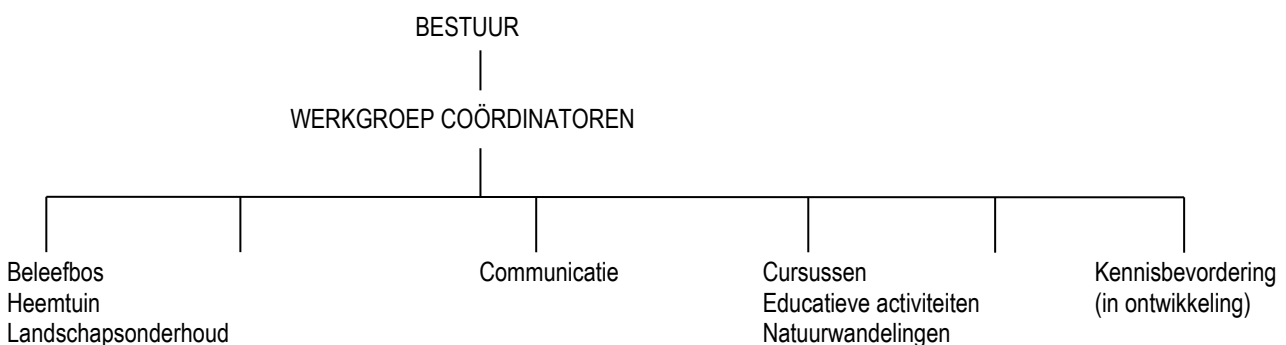 BESTUUR
WERKGROEP COÖRDINATOREN
Beleefbos
Heemtuin
Landschapsonderhoud
Communicatie
Cursussen
Educatieve activiteiten
Natuurwandelingen
Kennisbevordering
(in ontwikkeling)